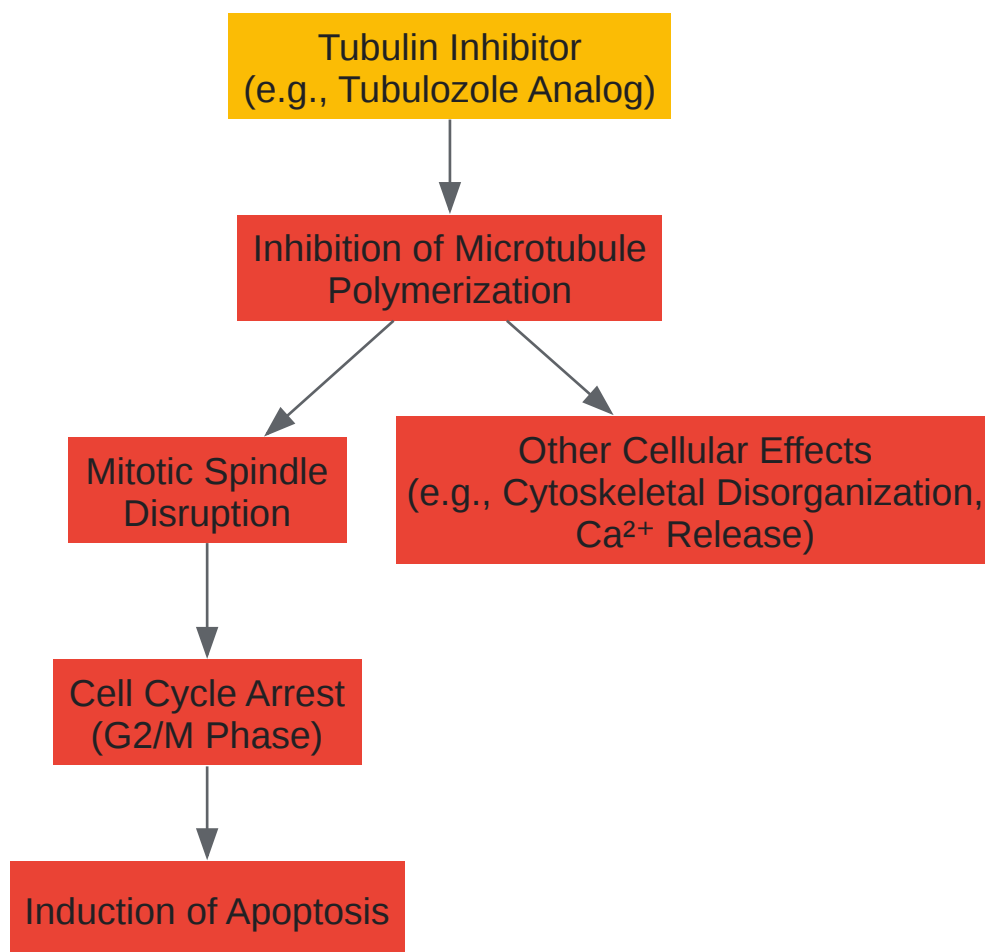 Tubulin Inhibitor
(e.g., Tubulozole Analog)
Inhibition of Microtubule
Polymerization
Mitotic Spindle
Disruption
Other Cellular Effects
(e.g., Cytoskeletal Disorganization,
Ca²⁺ Release)
Cell Cycle Arrest
(G2/M Phase)
Induction of Apoptosis